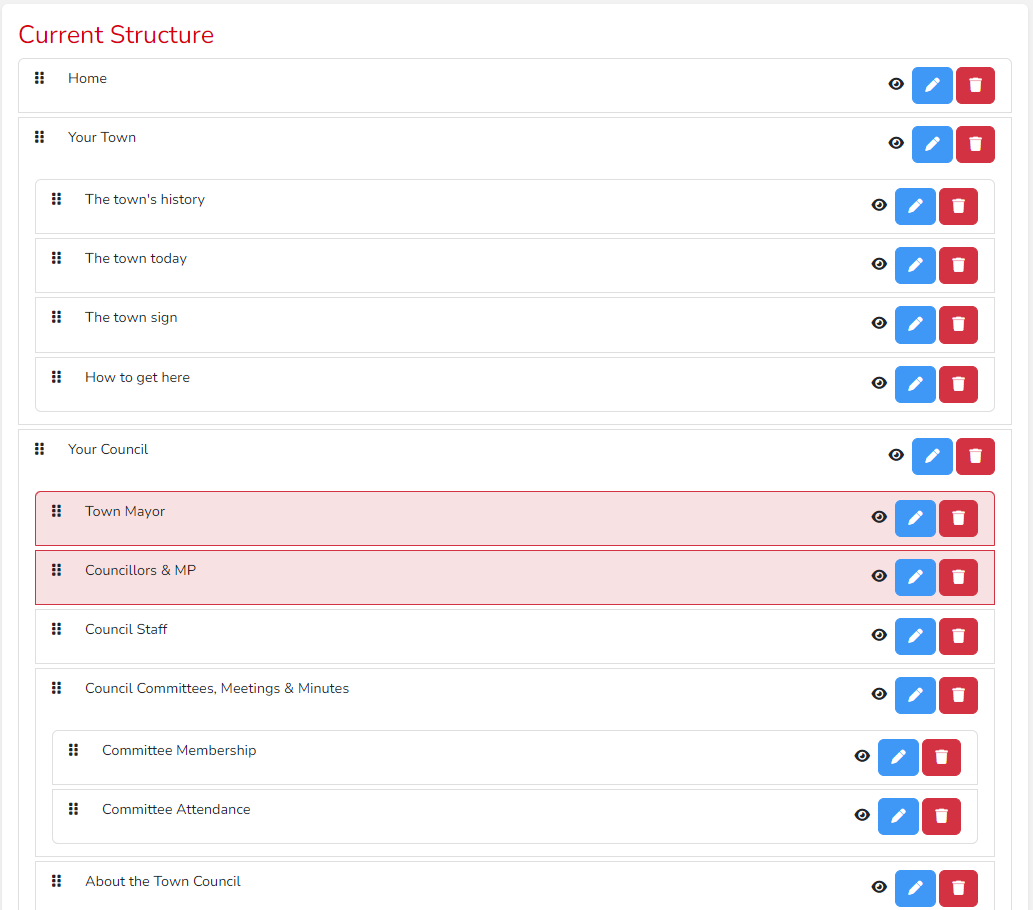 Current Structure
Home
Your Town
The town's history
The town today
The town sign
How to get here
Your Council
Town Mayor
Councillors & MP
Council Staff
Council Committees, Meetings & Minutes
Committee Membership
Committee Attendance
About the Town Council